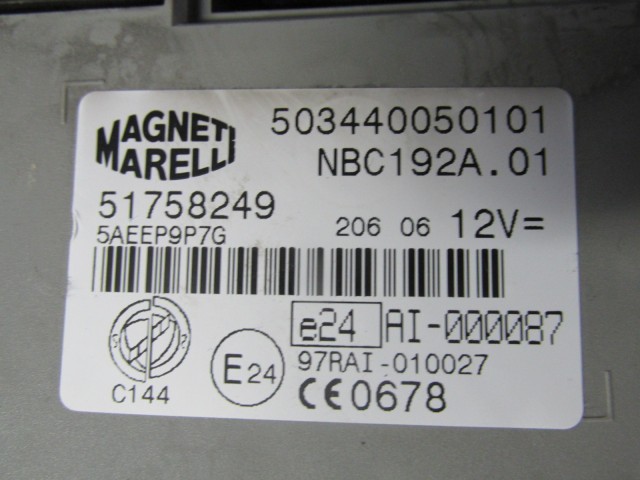 MAGNETI
MARELLI
503440050101
NBC192A.01
51758249
5AEEP9P7G
206 06 12V=
e24 AI-000087
E24
97RAI-010027
C144
CE0678